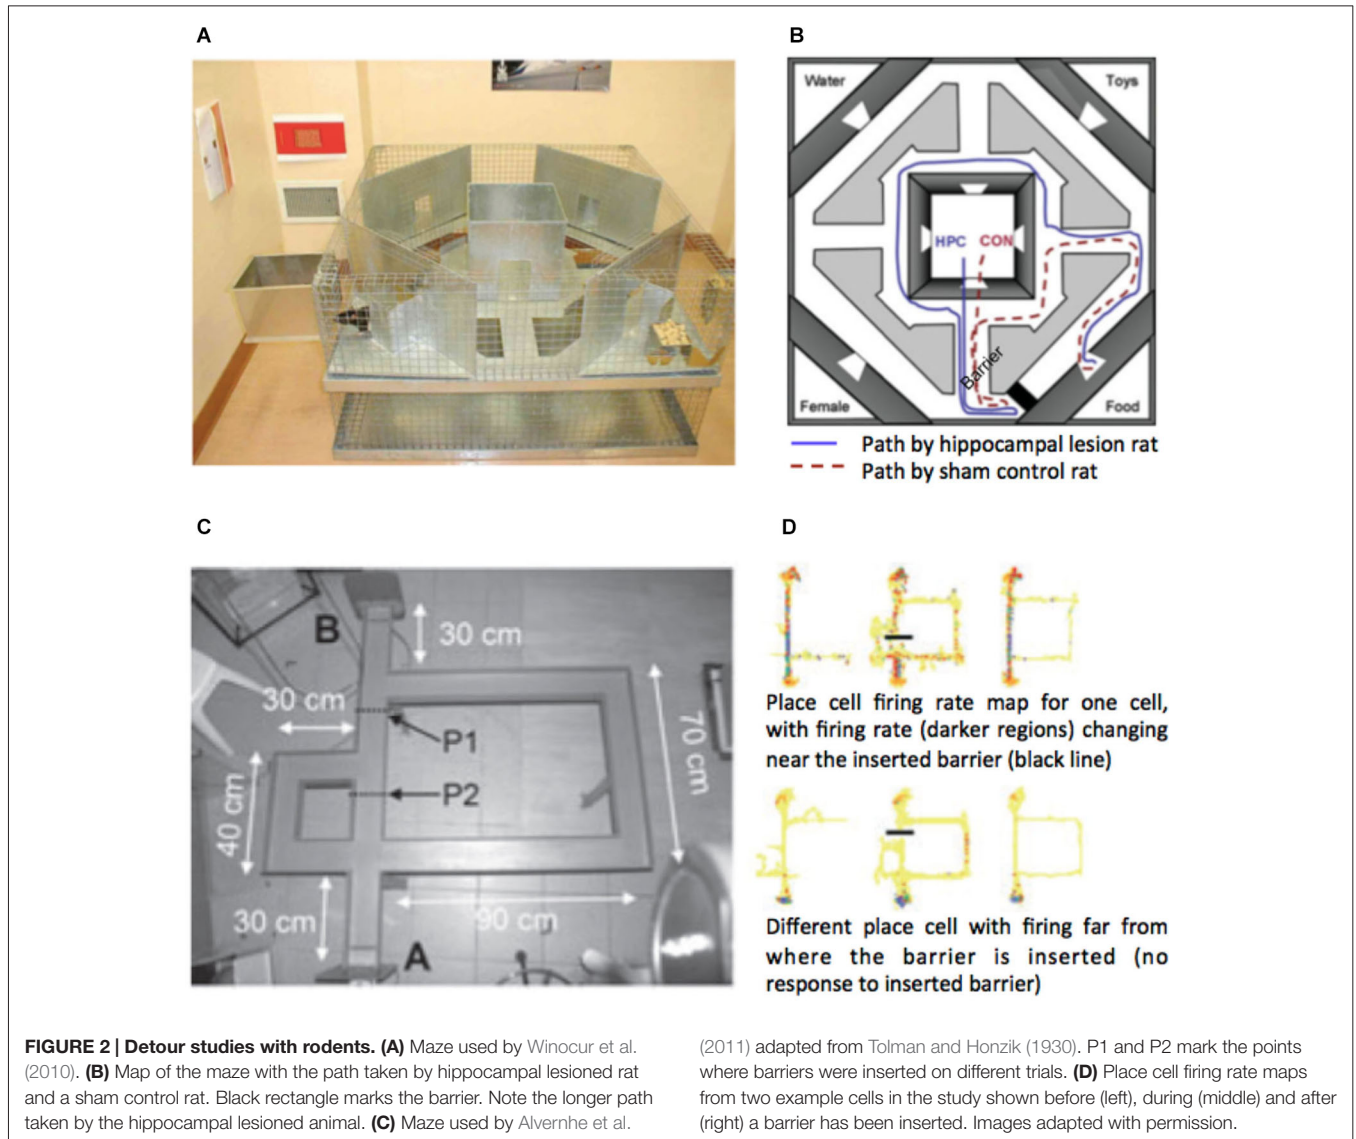 A
B
Water
Toys
HPC CON
Barrier
Female
Food
Path by hippocampal lesion rat
Path by sham control rat
C
D
B
30 cm
30 cm
P1
70 cm
P2
40 cm
30 cm
90 cm
A
Place cell firing rate map for one cell,
with firing rate (darker regions) changing
near the inserted barrier (black line)
Different place cell with firing far from
where the barrier is inserted (no
response to inserted barrier)
FIGURE 2 | Detour studies with rodents. (A) Maze used by Winocur et al.
(2010). (B) Map of the maze with the path taken by hippocampal lesioned rat
and a sham control rat. Black rectangle marks the barrier. Note the longer path
taken by the hippocampal lesioned animal. (C) Maze used by Alvernhe et al.
(2011) adapted from Tolman and Honzik (1930). P1 and P2 mark the points
where barriers were inserted on different trials. (D) Place cell firing rate maps
from two example cells in the study shown before (left), during (middle) and after
(right) a barrier has been inserted. Images adapted with permission.